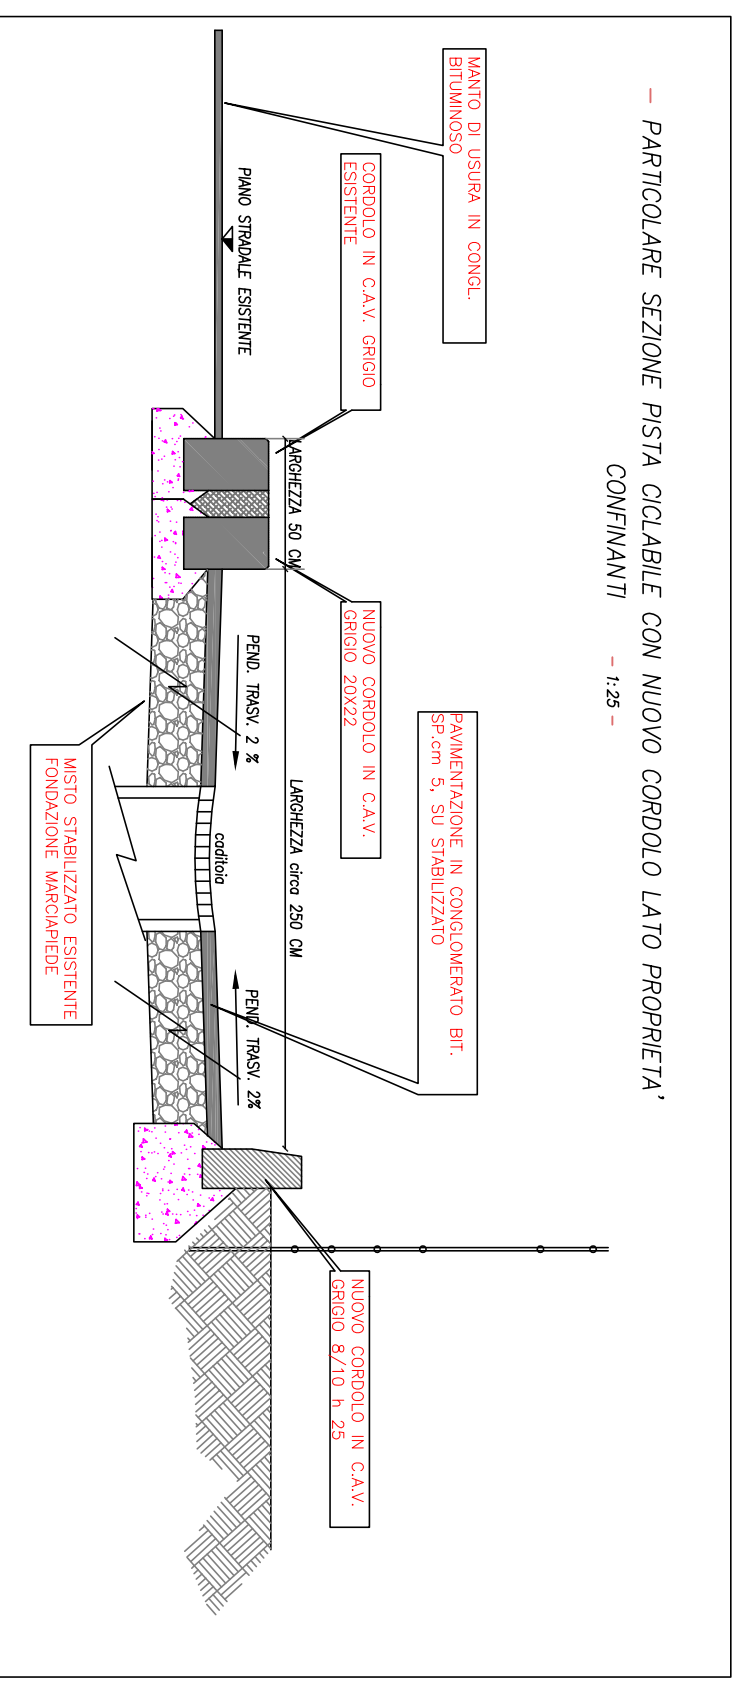 – PARTICOLARE SEZIONE PISTA CICLABILE CON NUOVO CORDOLO LATO PROPRIETA'
CONFINANTI – 1:25 –
MANTO DI USURA IN CONGL.
BITUMINOSO
PAVIMENTAZIONE IN CONGLOMERATO BIT.
SP.cm 5, SU STABILIZZATO
CORDOLO IN C.A.V. GRIGIO
ESISTENTE
NUOVO CORDOLO IN C.A.V.
GRIGIO 20X22
NUOVO CORDOLO IN C.A.V.
GRIGIO 8/10 h 25
LARGHEZZA 50 CM
LARGHEZZA circa 250 CM
PIANO STRADALE ESISTENTE
PEND. TRASV. 2 %
PEND. TRASV. 2%
caditoia
MISTO STABILIZZATO ESISTENTE
FONDAZIONE MARCIAPIEDE